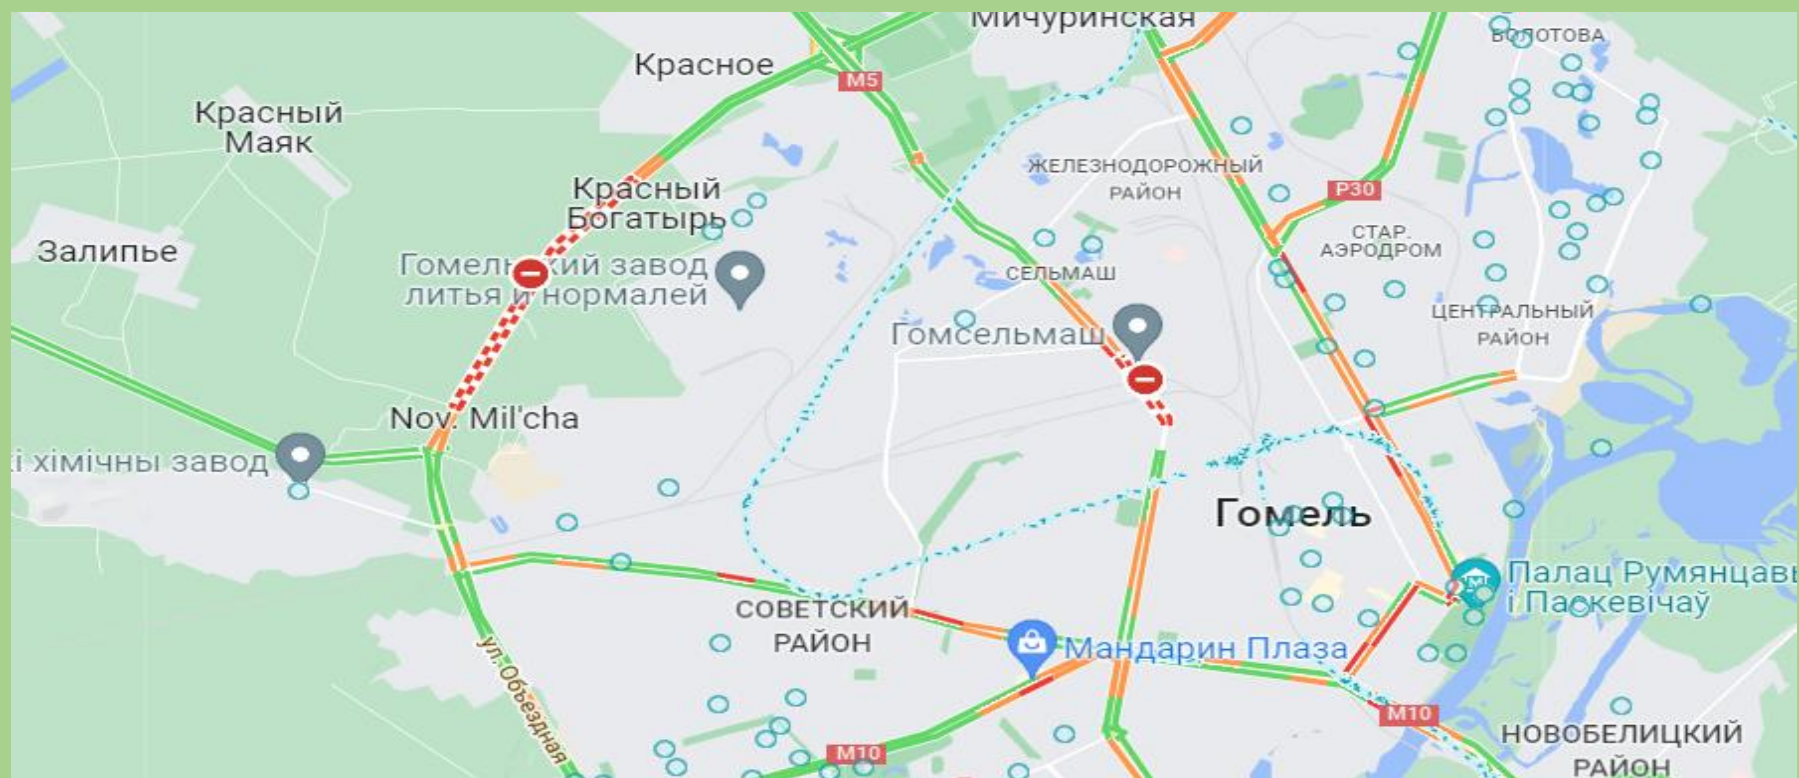 Мичуринская
БОЛОТОВА
Красное
M5
Красный
Маяк
ЖЕЛЕЗНОДОРОЖНЫЙ
РАЙОН
P30
Красный
Богатырь
СТАР.
АЭРОДРОМ
Залипье
Гомельский завод
литья и нормалей
СЕЛЬМАШ
Гомсельмаш
ЦЕНТРАЛЬНЫЙ
РАЙОН
Nov. Mil'cha
і хімічны завод
Гомель
Палац Румянцавы
і Паскевічаў
СОВЕТСКИЙ
РАЙОН
Мандарин Плаза
ул. Объездная
M10
M10
НОВОБЕЛИЦКИЙ
РАЙОН